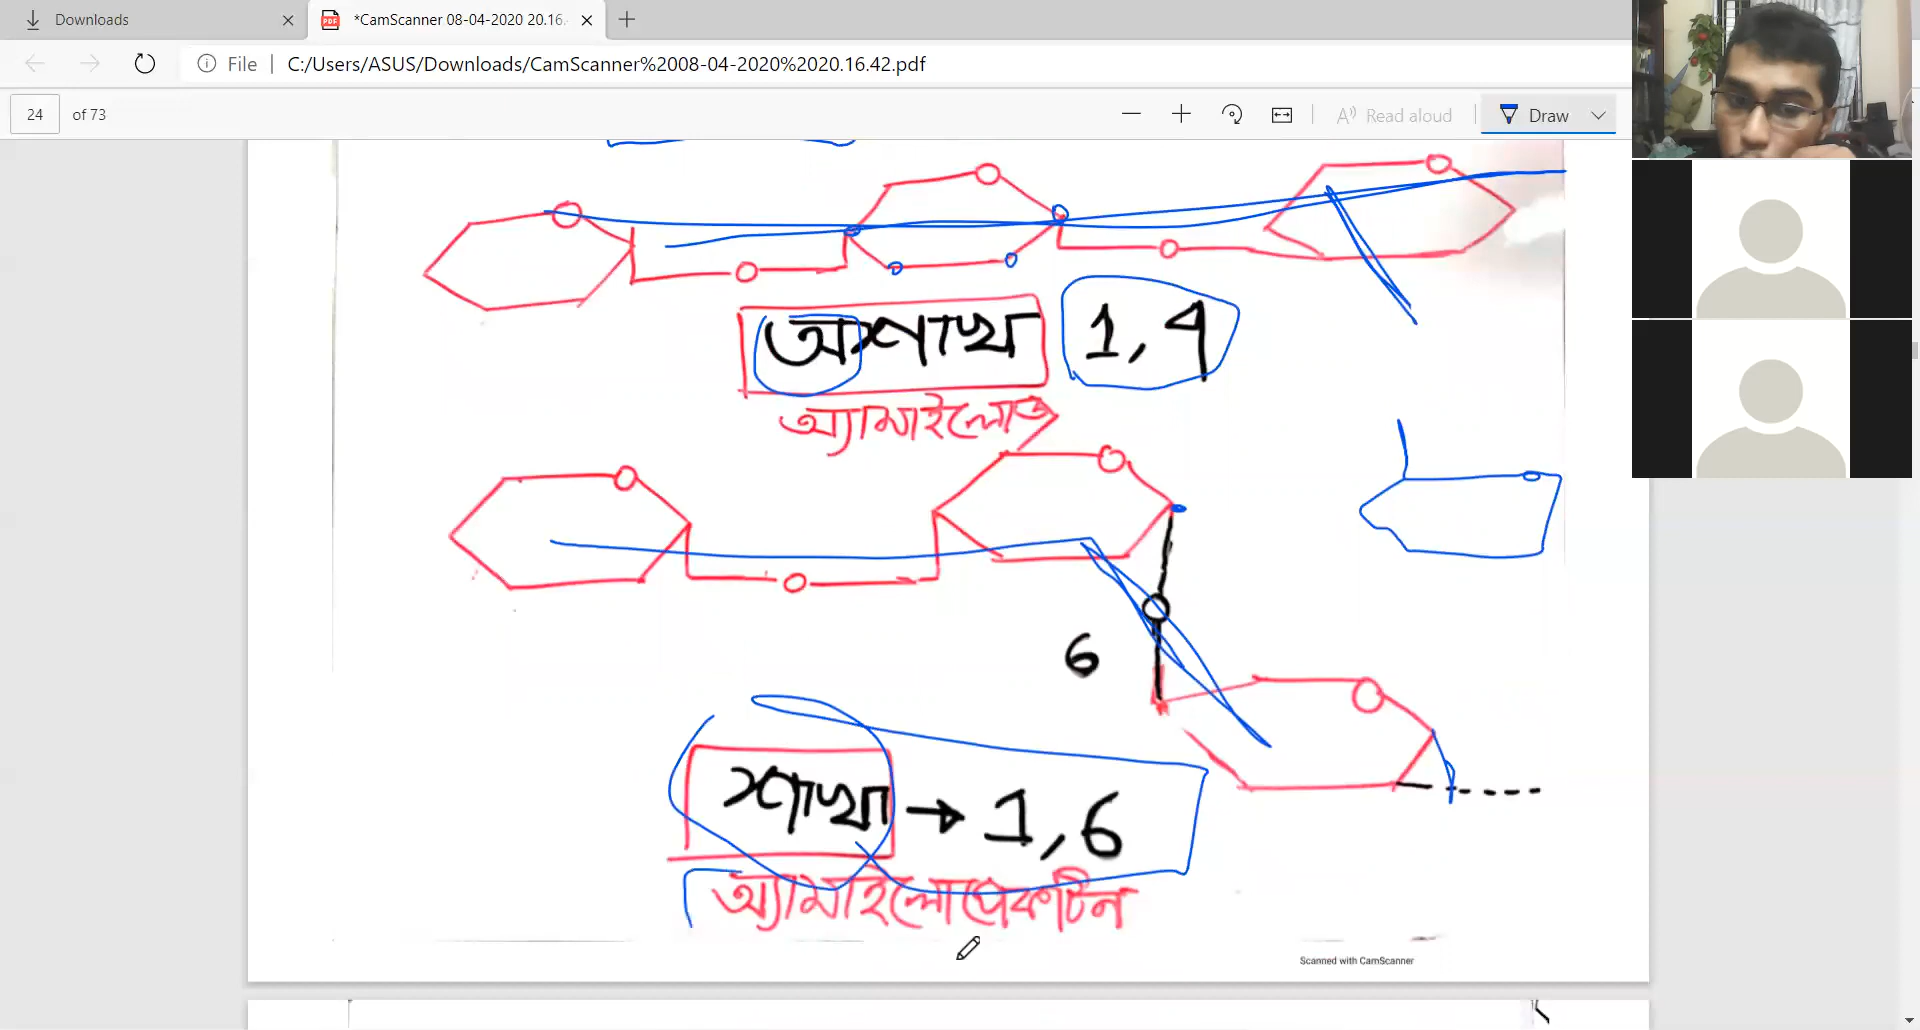 Downloads
*CamScanner 08-04-2020 20.16.
File
C:/Users/ASUS/Downloads/CamScanner%2008-04-2020%2020.16.42.pdf
24 of 73
Read aloud
Draw
অশাখ 1, 4
অ্যামাইলোজ
6
শাখা → 1, 6
অ্যামাইলোপেকটিন
Scanned with CamScanner